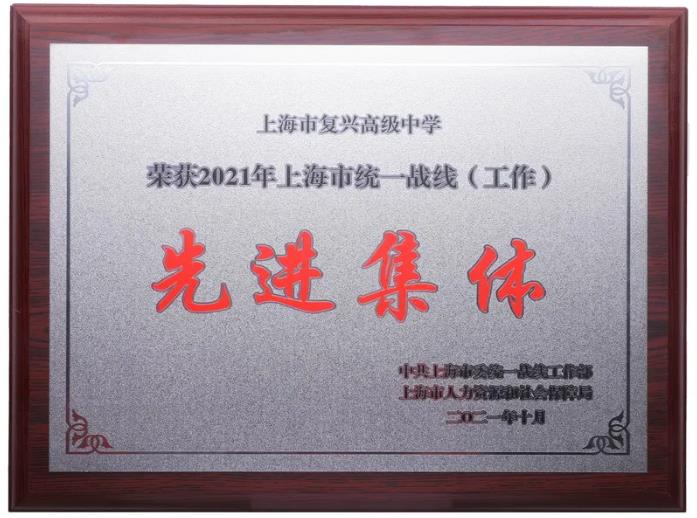 上海市复兴高级中学
荣获2021年上海市统一战线（工作）
先进集体
中共上海市委统一战线工作部
上海市人力资源和社会保障局
二〇二一年十月